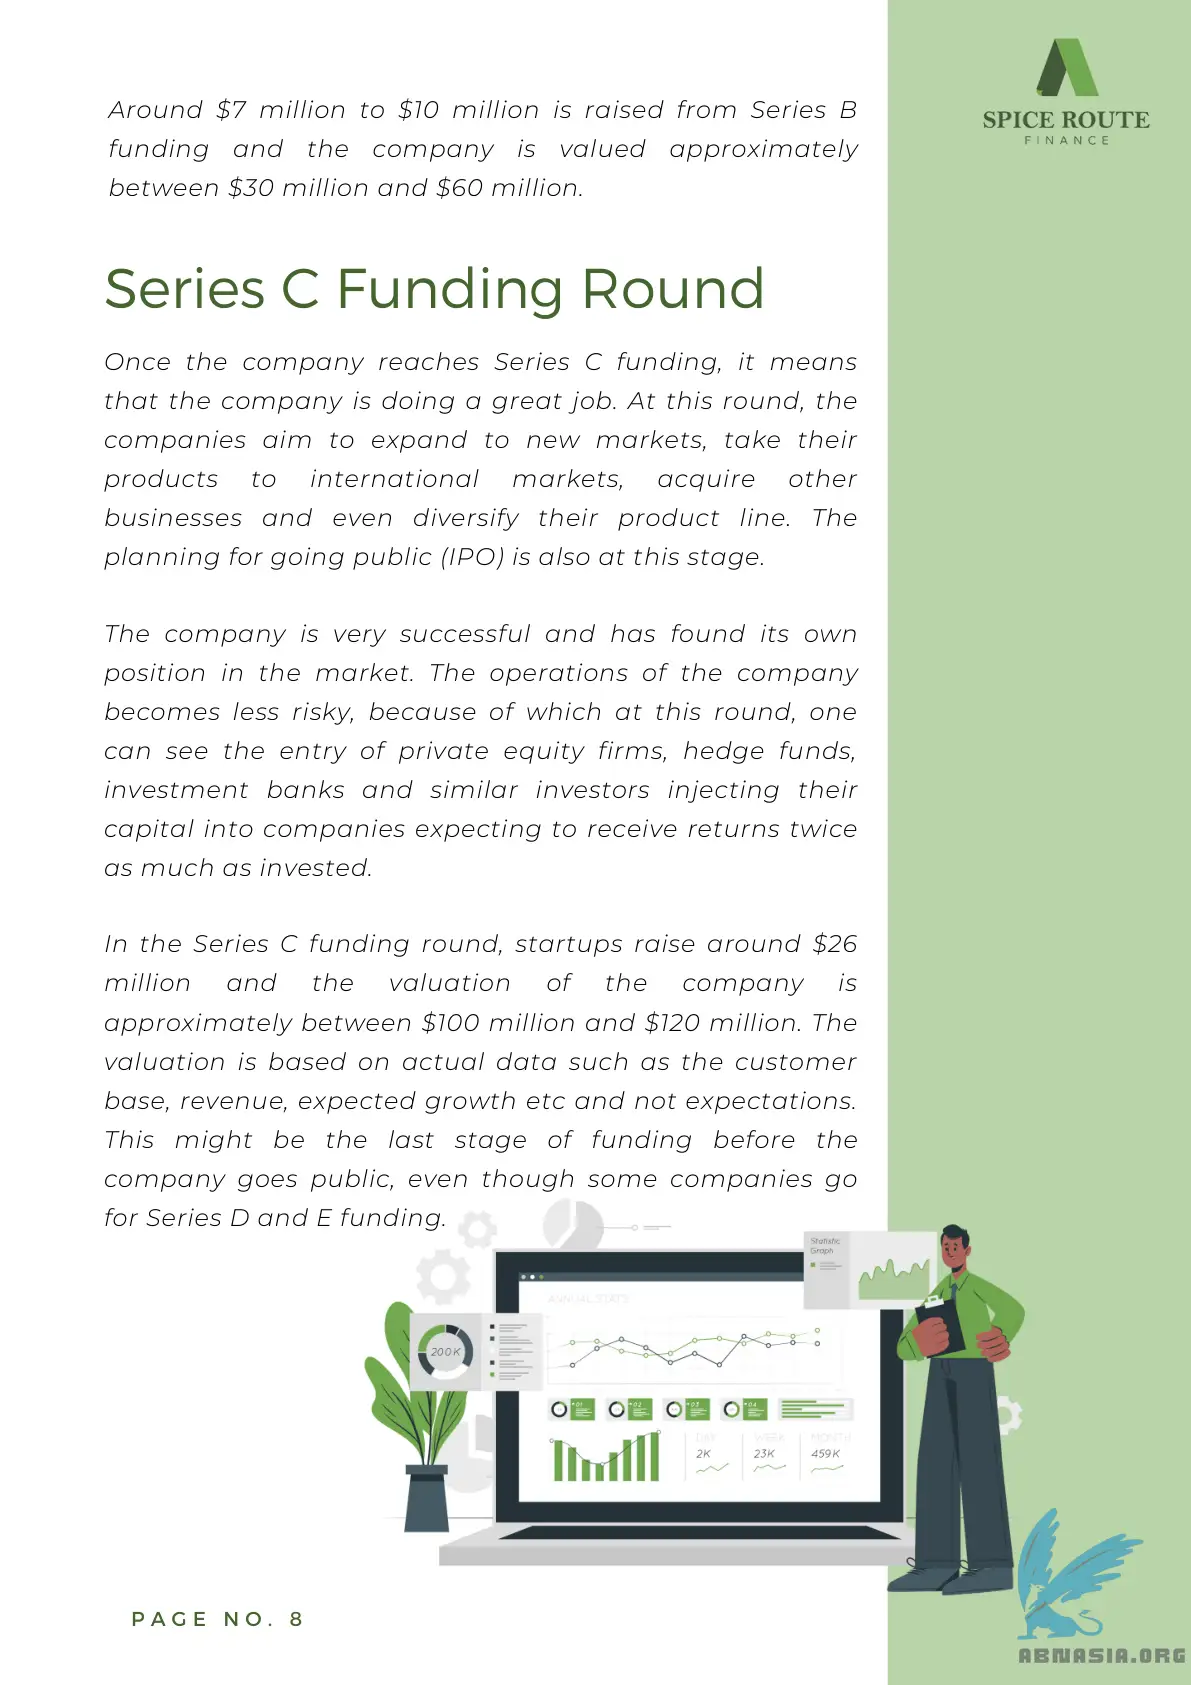 SPICE ROUTE
FINANCE
Around $7 million to $10 million is raised from Series B
funding and the company is valued approximately
between $30 million and $60 million.
Series C Funding Round
Once the company reaches Series C funding, it means
that the company is doing a great job. At this round, the
companies aim to expand to new markets, take their
products to international markets, acquire other
businesses and even diversify their product line. The
planning for going public (IPO) is also at this stage.
The company is very successful and has found its own
position in the market. The operations of the company
becomes less risky, because of which at this round, one
can see the entry of private equity firms, hedge funds,
investment banks and similar investors injecting their
capital into companies expecting to receive returns twice
as much as invested.
In the Series C funding round, startups raise around $26
million and the valuation of the company is
approximately between $100 million and $120 million. The
valuation is based on actual data such as the customer
base, revenue, expected growth etc and not expectations.
This might be the last stage of funding before the
company goes public, even though some companies go
for Series D and E funding.
Statistic
Graph
ANNUAL STATS
200K
01 02 03 04
DAY WEEK MONTH
2K 23K 459K
PAGE NO. 8
ABNASIA.ORG